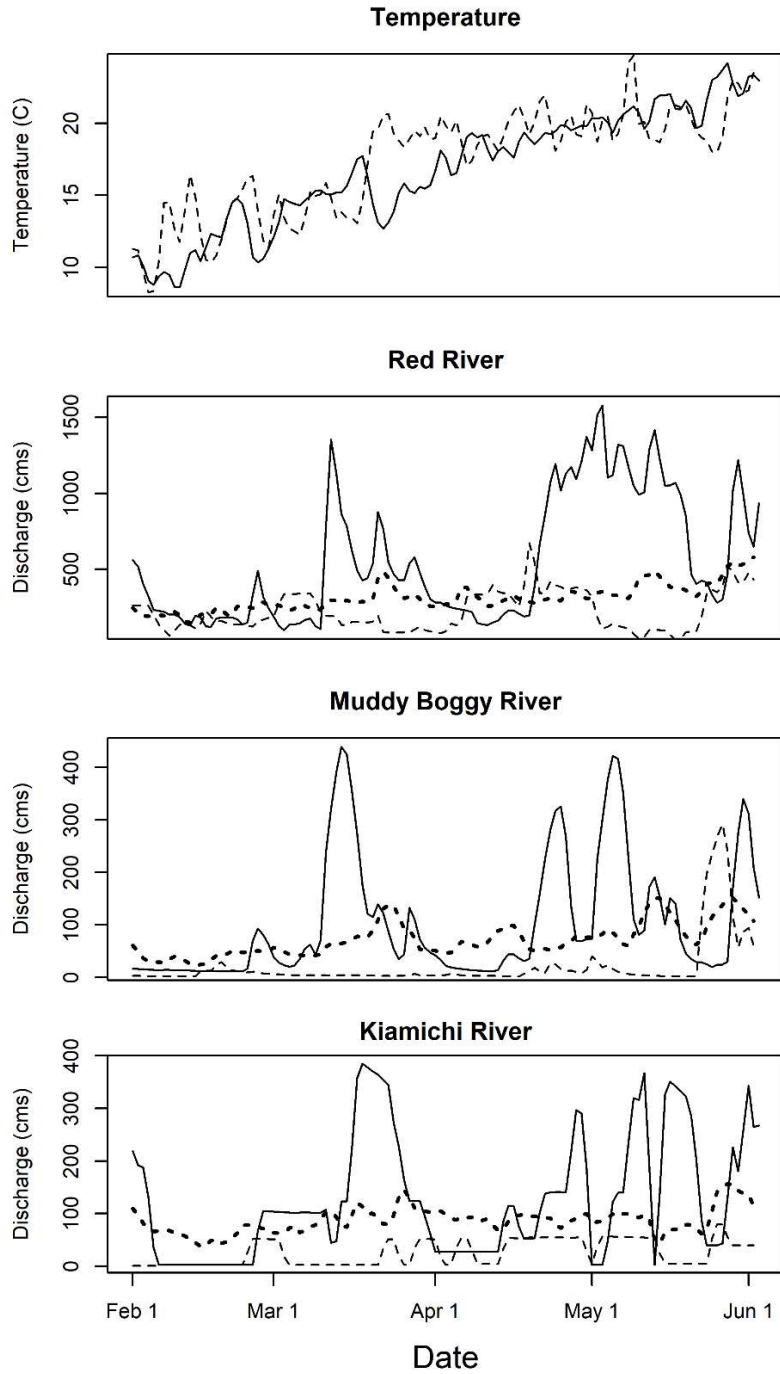 Temperature
Temperature (C)
20
15
10
Red River
Discharge (cms)
1500
1000
500
Muddy Boggy River
Discharge (cms)
400
300
200
100
0
Kiamichi River
Discharge (cms)
400
300
200
100
0
Feb 1 Mar 1 Apr 1 May 1 Jun 1
Date